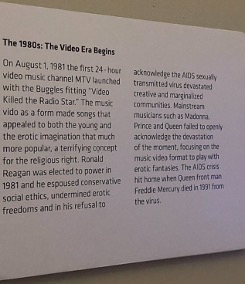 The 1980s: The Video Era Begins
On August 1, 1981 the first 24-hour
video music channel MTV launched
with the Buggles fitting "Video
Killed the Radio Star." The music
vido as a form made songs that
appealed to both the young and
the erotic imagination that much
more popular, a terrifying concept
for the religious right. Ronald
Reagan was elected to power in
1981 and he espoused conservative
social ethics, undermined erotic
freedoms and in his refusal to
acknowledge the AIDS sexually
transmitted virus devastated
creative and marginalized
communities. Mainstream
musicians such as Madonna,
Prince and Queen failed to openly
acknowledge the devastation
of the moment, focusing on the
music video format to play with
erotic fantasies. The AIDS crisis
hit home when Queen front man
Freddie Mercury died in 1991 from
the virus.